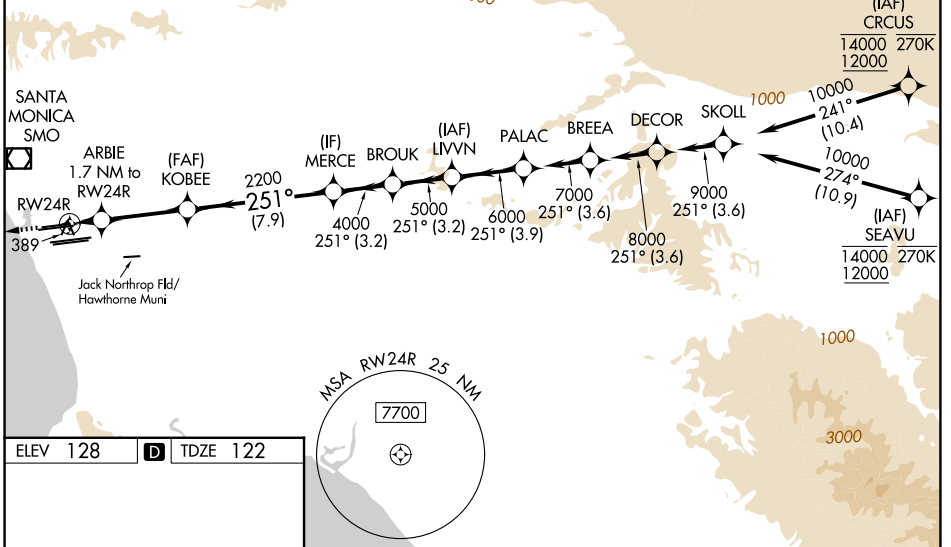 (IAF)
CRCUS
14000 270K
12000
1000
10000
241°
(10.4)
SANTA
MONICA
SMO
ARBIE
1.7 NM to
RW24R
(FAF)
KOBEE
(IF)
MERCE
BROUK
(IAF)
LIVVN
PALAC
BREEA
DECOR
SKOLL
RW24R
389
2200
251°
(7.9)
4000
251° (3.2)
5000
251° (3.2)
6000
251° (3.9)
7000
251° (3.6)
8000
251° (3.6)
9000
251° (3.6)
10000
274°
(10.9)
(IAF)
SEAVU
14000 270K
12000
Jack Northrop Fld/
Hawthorne Muni
1000
3000
MSA RW24R 25 NM
7700
ELEV 128 D TDZE 122